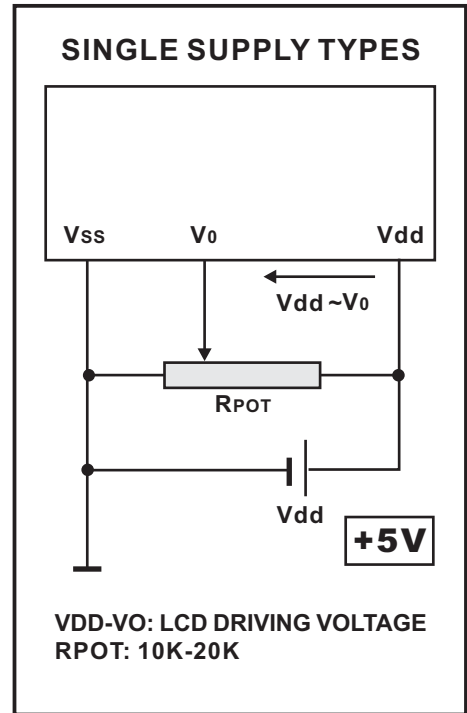 SINGLE SUPPLY TYPES
Vss V0 Vdd
Vdd ~V0
RPOT
Vdd
+5V
VDD-VO: LCD DRIVING VOLTAGE
RPOT: 10K-20K